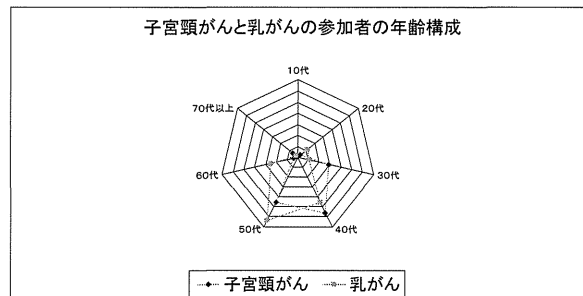 子宮頸がんと乳がんの参加者の年齢構成
10代
70代以上
20代
60代
30代
50代
40代
子宮頸がん 乳がん